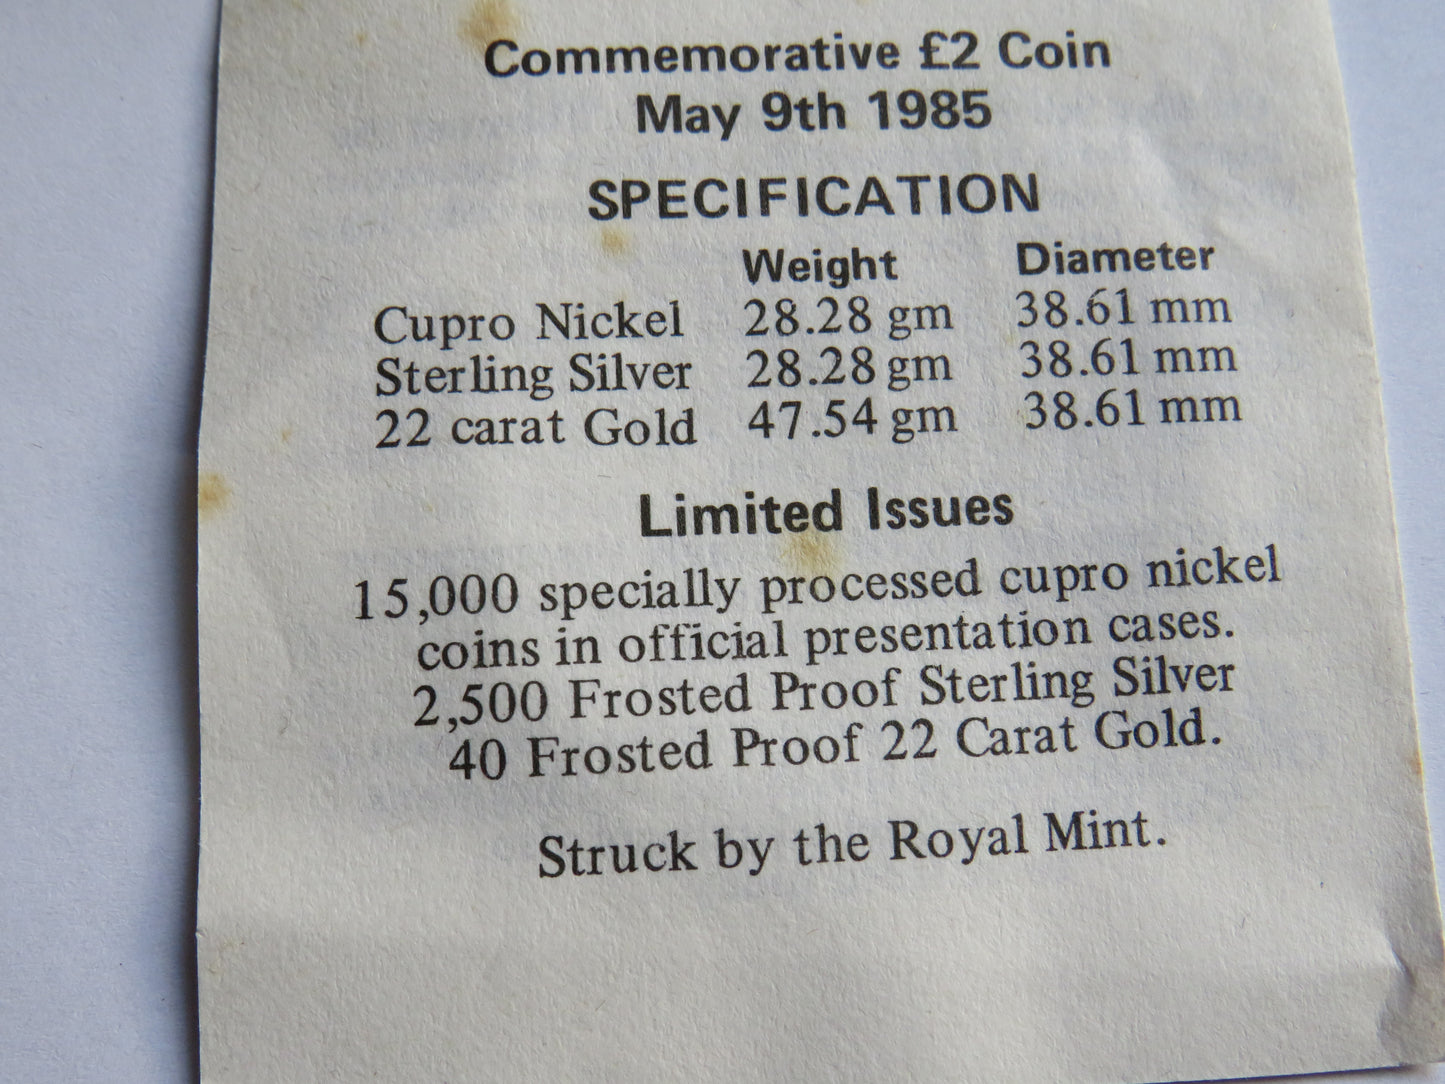 Commemorative £2 Coin
May 9th 1985
SPECIFICATION
Weight Diameter
Cupro Nickel 28.28 gm 38.61 mm
Sterling Silver 28.28 gm 38.61 mm
22 carat Gold 47.54 gm 38.61 mm
Limited Issues
15,000 specially processed cupro nickel
coins in official presentation cases.
2,500 Frosted Proof Sterling Silver
40 Frosted Proof 22 Carat Gold.
Struck by the Royal Mint.